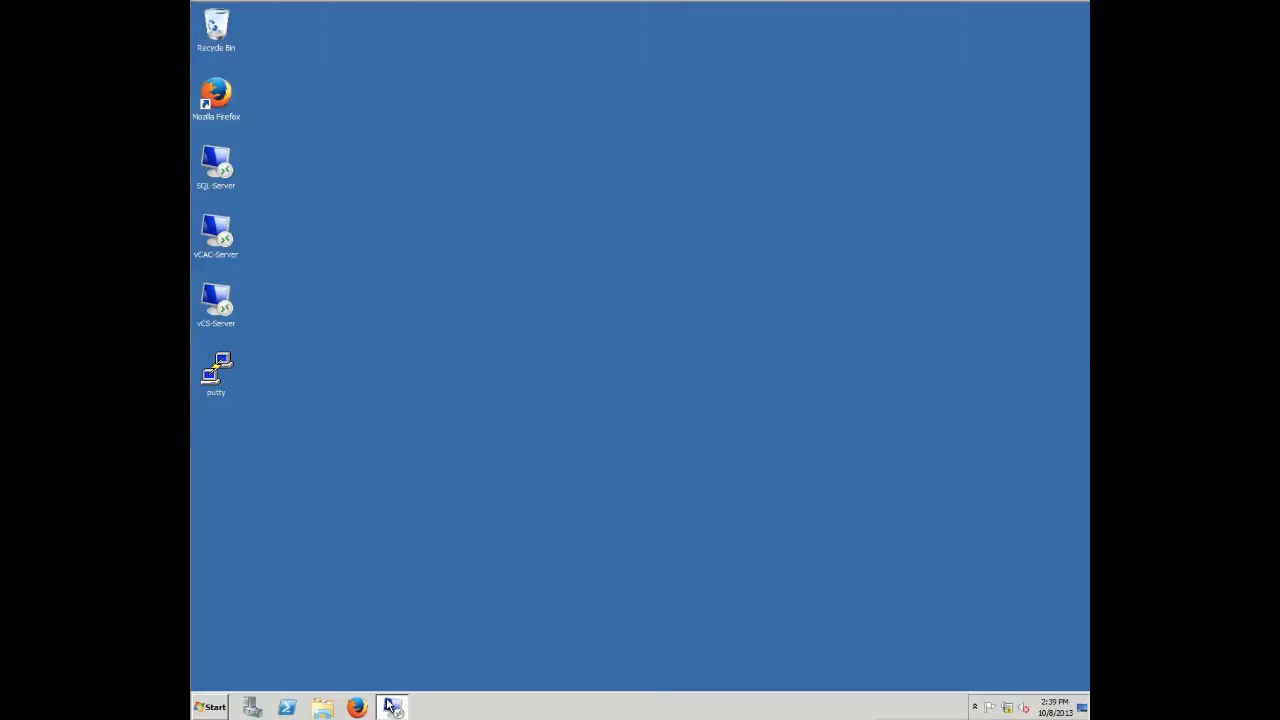 Recycle Bin
Mozilla Firefox
SQL-Server
vCAC-Server
vCS-Server
putty
Start
2:39 PM
10/8/2013